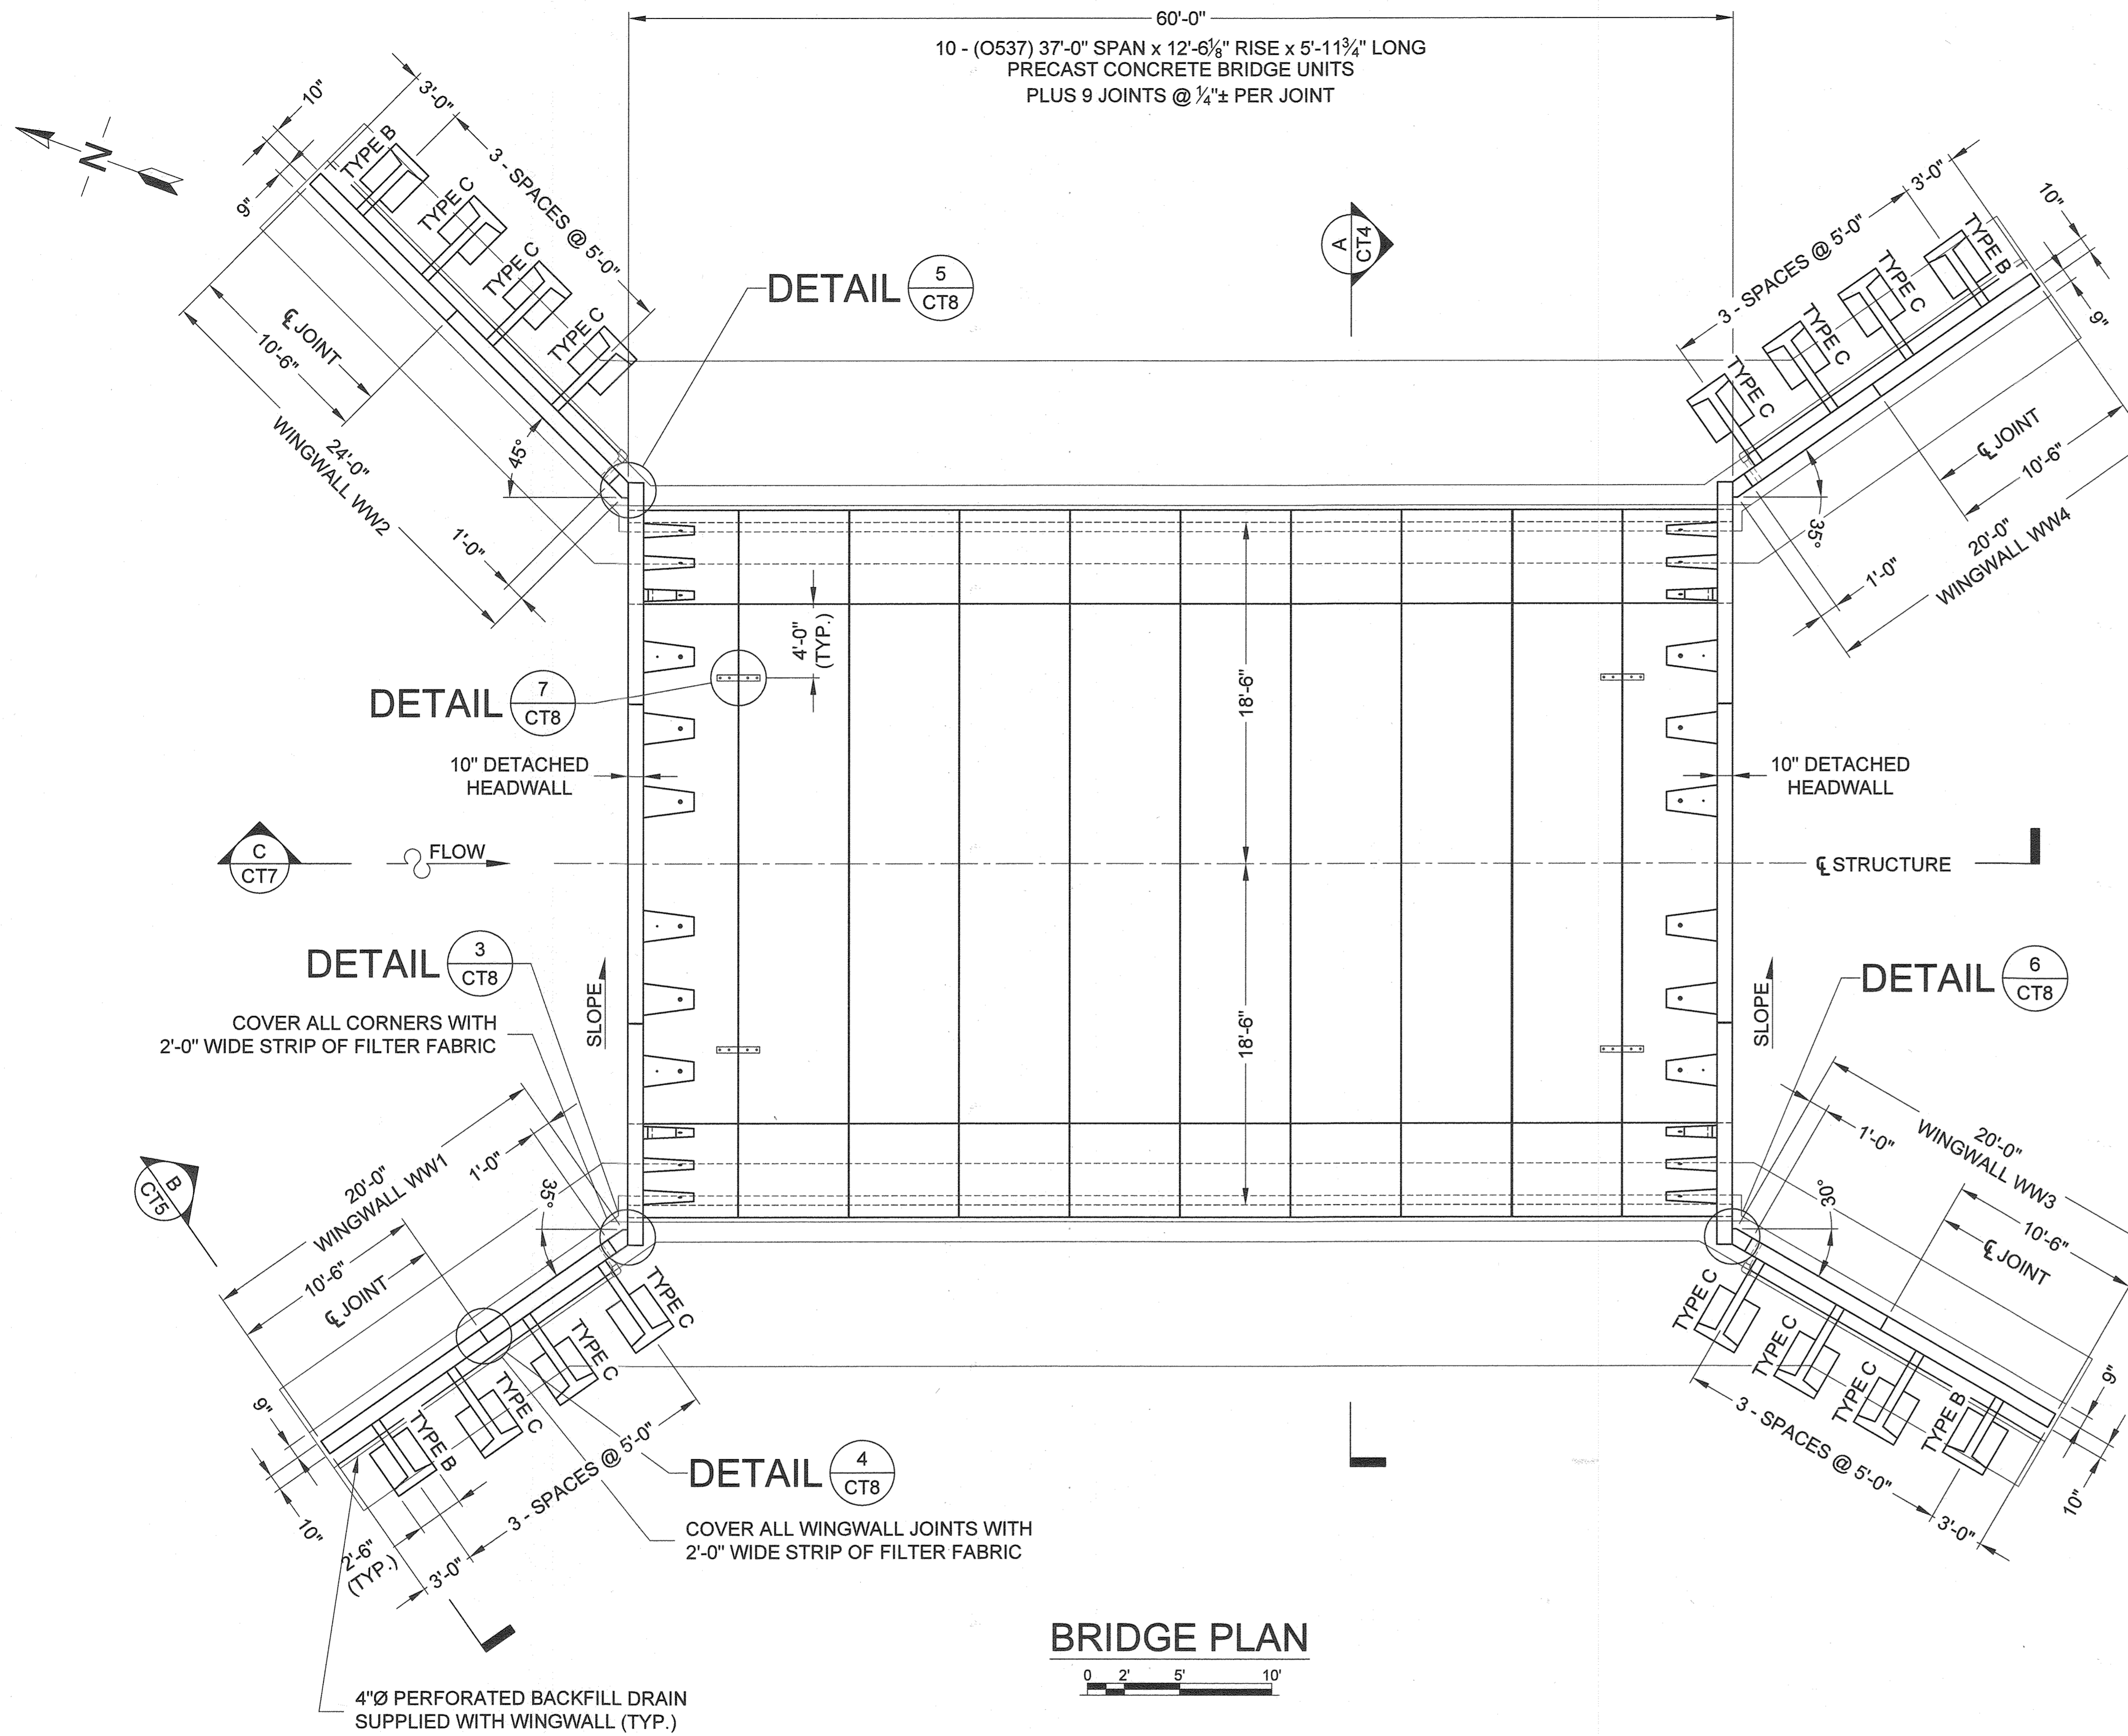 60'-0"
10 - (O537) 37'-0" SPAN x 12'-6⅛" RISE x 5'-11¾" LONG
PRECAST CONCRETE BRIDGE UNITS
PLUS 9 JOINTS @ ¼"± PER JOINT
N
10"
9"
3'-0"
3 - SPACES @ 5'-0"
TYPE B
TYPE C
TYPE C
TYPE C
℄ JOINT
10'-6"
24'-0"
WINGWALL WW2
45°
1'-0"
DETAIL 5
CT8
A
CT4
3 - SPACES @ 5'-0"
3'-0"
10"
9"
TYPE B
TYPE C
TYPE C
TYPE C
℄ JOINT
10'-6"
20'-0"
WINGWALL WW4
35°
1'-0"
4'-0"
(TYP.)
18'-6"
DETAIL 7
CT8
10" DETACHED
HEADWALL
10" DETACHED
HEADWALL
C
CT7
FLOW
℄ STRUCTURE
DETAIL 3
CT8
SLOPE
COVER ALL CORNERS WITH
2'-0" WIDE STRIP OF FILTER FABRIC
18'-6"
SLOPE
DETAIL 6
CT8
B
CT5
20'-0"
WINGWALL WW1
1'-0"
10'-6"
℄ JOINT
35°
9"
10"
TYPE B
TYPE C
TYPE C
TYPE C
2'-6"
(TYP.)
3'-0"
3 - SPACES @ 5'-0"
DETAIL 4
CT8
COVER ALL WINGWALL JOINTS WITH
2'-0" WIDE STRIP OF FILTER FABRIC
4"Ø PERFORATED BACKFILL DRAIN
SUPPLIED WITH WINGWALL (TYP.)
20'-0"
WINGWALL WW3
1'-0"
10'-6"
℄ JOINT
30°
TYPE C
TYPE C
TYPE C
TYPE B
3 - SPACES @ 5'-0"
3'-0"
9"
10"
BRIDGE PLAN
0 2' 5' 10'